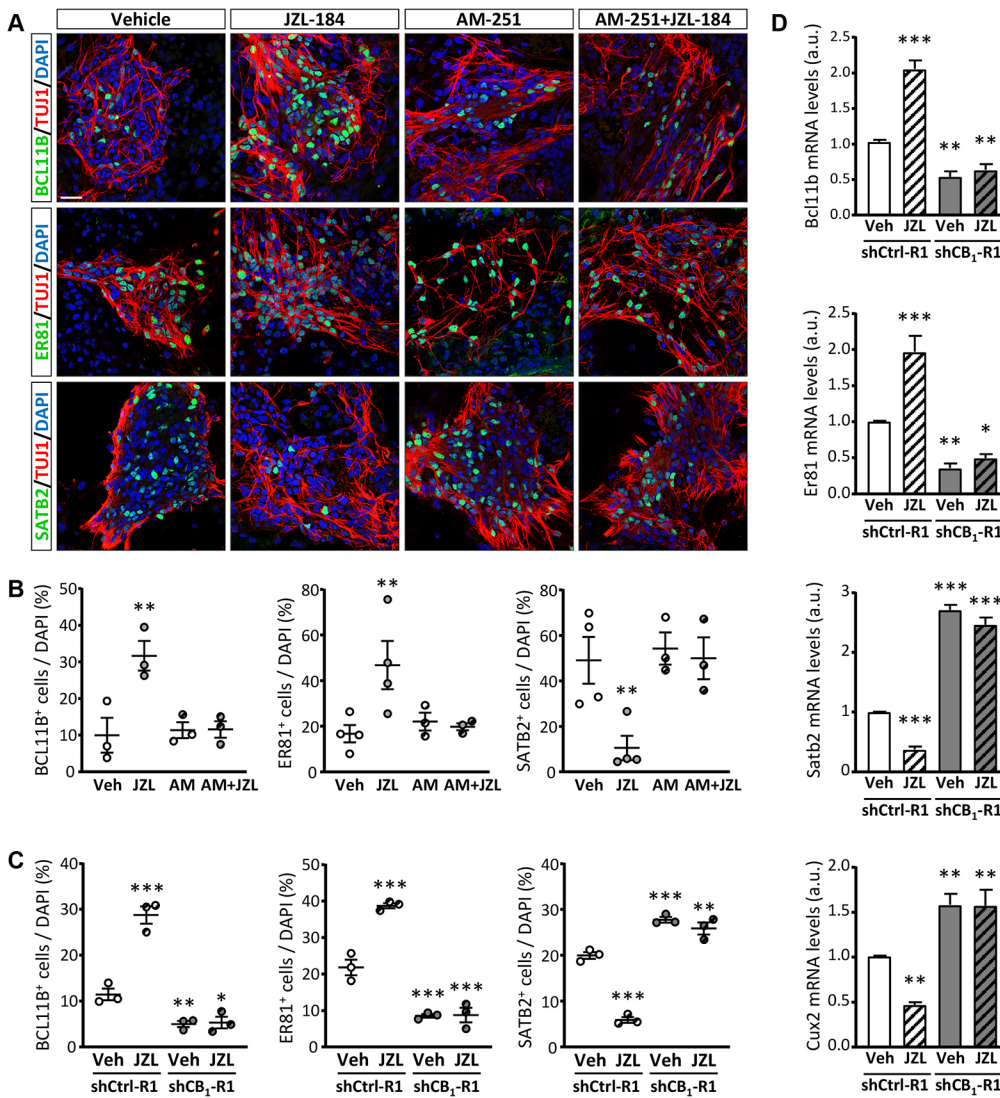 A
Vehicle
JZL-184
AM-251
AM-251+JZL-184
BCL11B/TUJ1/DAPI
ER81/TUJ1/DAPI
SATB2/TUJ1/DAPI
B
BCL11B⁺ cells / DAPI (%)
50
40
30
20
10
0
**
Veh JZL AM AM+JZL
ER81⁺ cells / DAPI (%)
80
60
40
20
0
**
Veh JZL AM AM+JZL
SATB2⁺ cells / DAPI (%)
80
60
40
20
0
**
Veh JZL AM AM+JZL
C
BCL11B⁺ cells / DAPI (%)
40
30
20
10
0
***
**
*
Veh JZL Veh JZL
shCtrl-R1 shCB₁-R1
ER81⁺ cells / DAPI (%)
50
40
30
20
10
0
***
***
***
Veh JZL Veh JZL
shCtrl-R1 shCB₁-R1
SATB2⁺ cells / DAPI (%)
40
30
20
10
0
***
***
**
Veh JZL Veh JZL
shCtrl-R1 shCB₁-R1
D
Bcl11b mRNA levels (a.u.)
2.5
2.0
1.5
1.0
0.5
0.0
***
**
**
Veh JZL Veh JZL
shCtrl-R1 shCB₁-R1
Er81 mRNA levels (a.u.)
2.5
2.0
1.5
1.0
0.5
0.0
***
**
*
Veh JZL Veh JZL
shCtrl-R1 shCB₁-R1
Satb2 mRNA levels (a.u.)
3
2
1
0
***
***
***
Veh JZL Veh JZL
shCtrl-R1 shCB₁-R1
Cux2 mRNA levels (a.u.)
2.0
1.5
1.0
0.5
0.0
**
**
**
Veh JZL Veh JZL
shCtrl-R1 shCB₁-R1